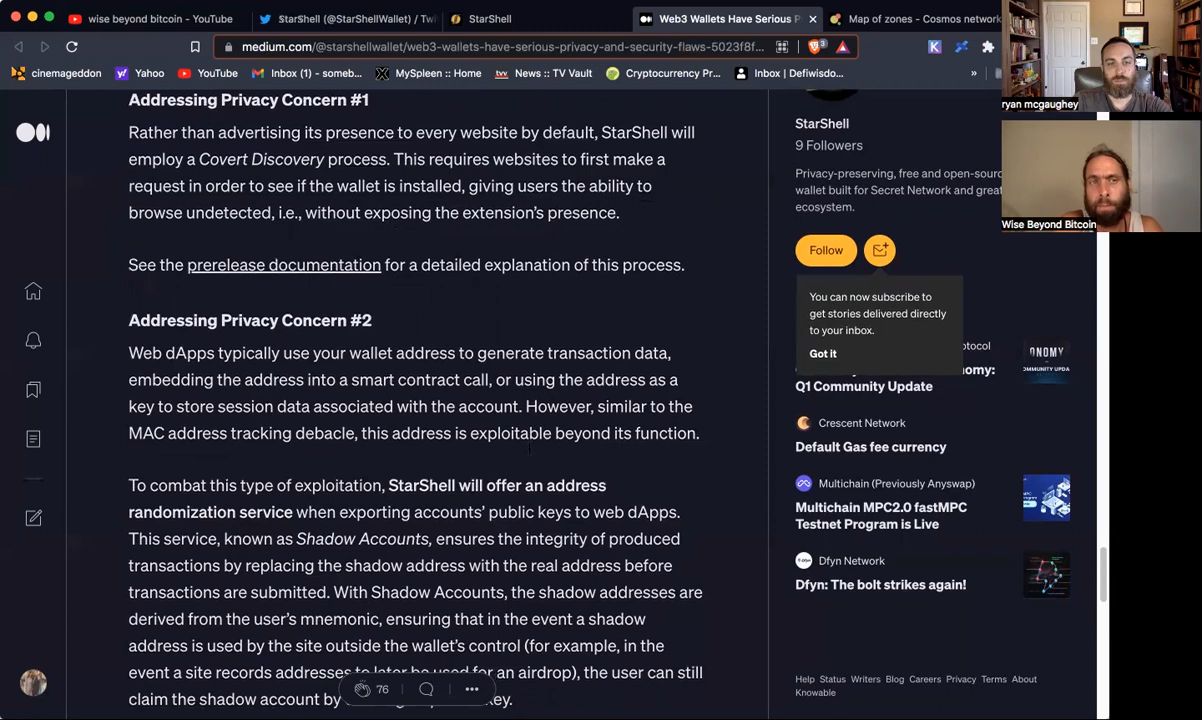 wise beyond bitcoin - YouTube
StarShell (@StarShellWallet) / Tw
StarShell
Web3 Wallets Have Serious P
Map of zones - Cosmos network
medium.com/@starshellwallet/web3-wallets-have-serious-privacy-and-security-flaws-5023f8f...
3
cinemageddon
Yahoo
YouTube
Inbox (1) - someb...
MySpleen :: Home
News :: TV Vault
Cryptocurrency Pr...
Inbox | Defiwisdo...
»
ryan mcgaughey
Wise Beyond Bitcoin
Addressing Privacy Concern #1
Rather than advertising its presence to every website by default, StarShell will
employ a Covert Discovery process. This requires websites to first make a
request in order to see if the wallet is installed, giving users the ability to
browse undetected, i.e., without exposing the extension's presence.
See the prerelease documentation for a detailed explanation of this process.
Addressing Privacy Concern #2
Web dApps typically use your wallet address to generate transaction data,
embedding the address into a smart contract call, or using the address as a
key to store session data associated with the account. However, similar to the
MAC address tracking debacle, this address is exploitable beyond its function.
To combat this type of exploitation, StarShell will offer an address
randomization service when exporting accounts' public keys to web dApps.
This service, known as Shadow Accounts, ensures the integrity of produced
transactions by replacing the shadow address with the real address before
transactions are submitted. With Shadow Accounts, the shadow addresses are
derived from the user's mnemonic, ensuring that in the event a shadow
address is used by the site outside the wallet's control (for example, in the
event a site records addresses to later be used for an airdrop), the user can still
claim the shadow account by key.
76
StarShell
9 Followers
Privacy-preserving, free and open-sourc
wallet built for Secret Network and great
ecosystem.
Follow
You can now subscribe to
get stories delivered directly
to your inbox.
Got it
otocol
onomy:
Q1 Community Update
ONOMY
OMMUNITY UPDA
Crescent Network
Default Gas fee currency
Multichain (Previously Anyswap)
Multichain MPC2.0 fastMPC
Testnet Program is Live
Dfyn Network
Dfyn: The bolt strikes again!
Help Status Writers Blog Careers Privacy Terms About
Knowable